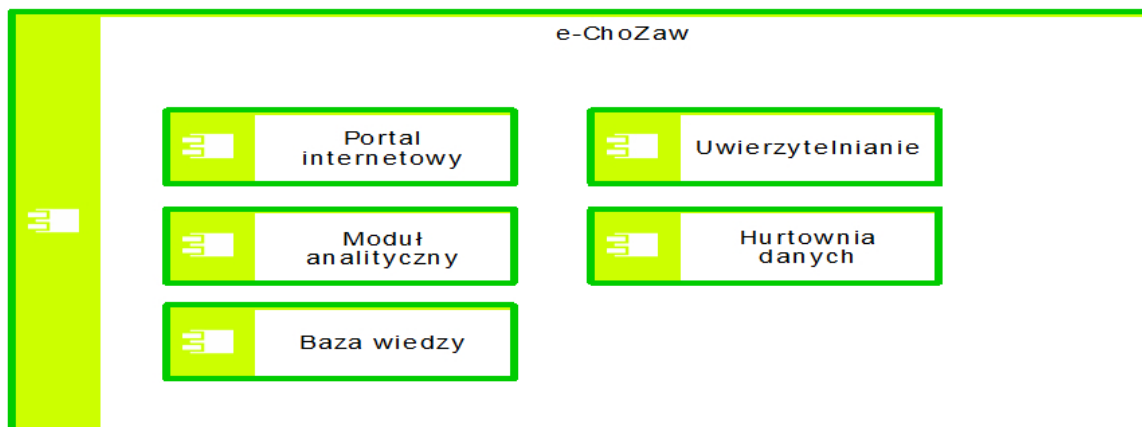 e-ChoZaw
Portal
internetowy
Uwierzytelnianie
Moduł
analityczny
Hurtownia
danych
Baza wiedzy